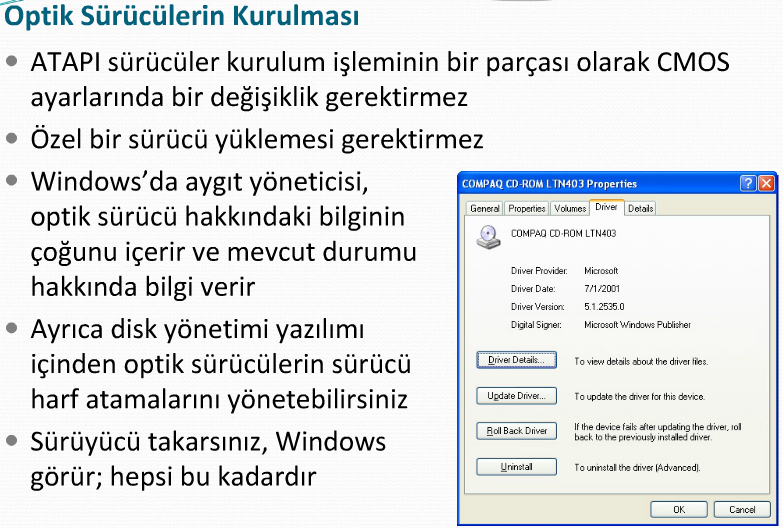 Optik Sürücülerin Kurulması
ATAPI sürücüler kurulum işleminin bir parçası olarak CMOS
ayarlarında bir değişiklik gerektirmez
Özel bir sürücü yüklemesi gerektirmez
Windows’da aygıt yöneticisi,
optik sürücü hakkındaki bilginin
çoğunu içerir ve mevcut durumu
hakkında bilgi verir
Ayrıca disk yönetimi yazılımı
içinden optik sürücülerin sürücü
harf atamalarını yönetebilirsiniz
Sürüyücü takarsınız, Windows
görür; hepsi bu kadardır
COMPAQ CD-ROM LTN403 Properties
General Properties Volumes Driver Details
COMPAQ CD-ROM LTN403
Driver Provider: Microsoft
Driver Date: 7/1/2001
Driver Version: 5.1.2535.0
Digital Signer: Microsoft Windows Publisher
Driver Details... To view details about the driver files.
Update Driver... To update the driver for this device.
Roll Back Driver If the device fails after updating the driver, roll
back to the previously installed driver.
Uninstall To uninstall the driver (Advanced).
OK Cancel